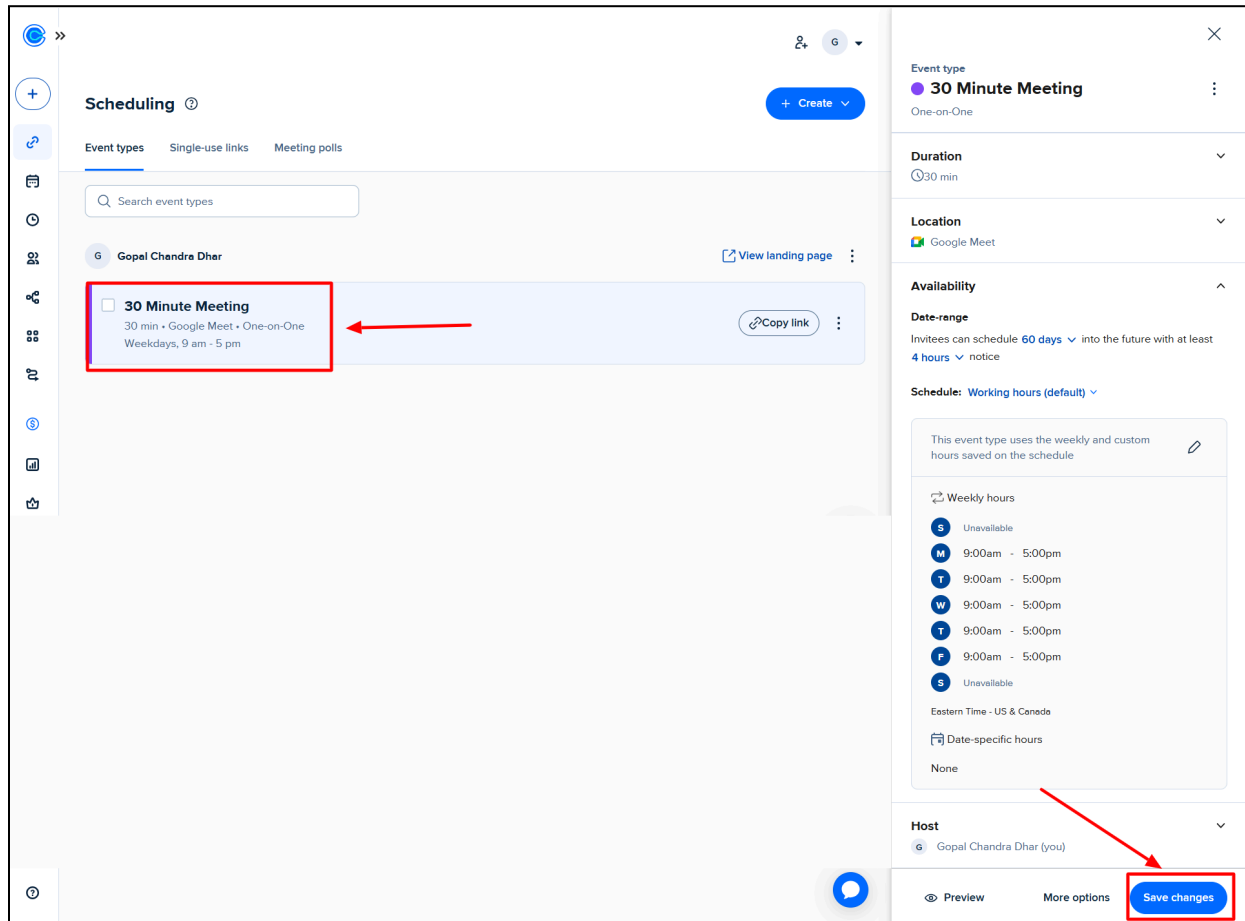 G
Scheduling
+ Create
Event types Single-use links Meeting polls
Search event types
G Gopal Chandra Dhar
View landing page
30 Minute Meeting
30 min • Google Meet • One-on-One
Weekdays, 9 am - 5 pm
Copy link
Event type
30 Minute Meeting
One-on-One
Duration
30 min
Location
Google Meet
Availability
Date-range
Invitees can schedule 60 days into the future with at least
4 hours notice
Schedule: Working hours (default)
This event type uses the weekly and custom
hours saved on the schedule
Weekly hours
S Unavailable
M 9:00am - 5:00pm
T 9:00am - 5:00pm
W 9:00am - 5:00pm
T 9:00am - 5:00pm
F 9:00am - 5:00pm
S Unavailable
Eastern Time - US & Canada
Date-specific hours
None
Host
G Gopal Chandra Dhar (you)
Preview More options Save changes